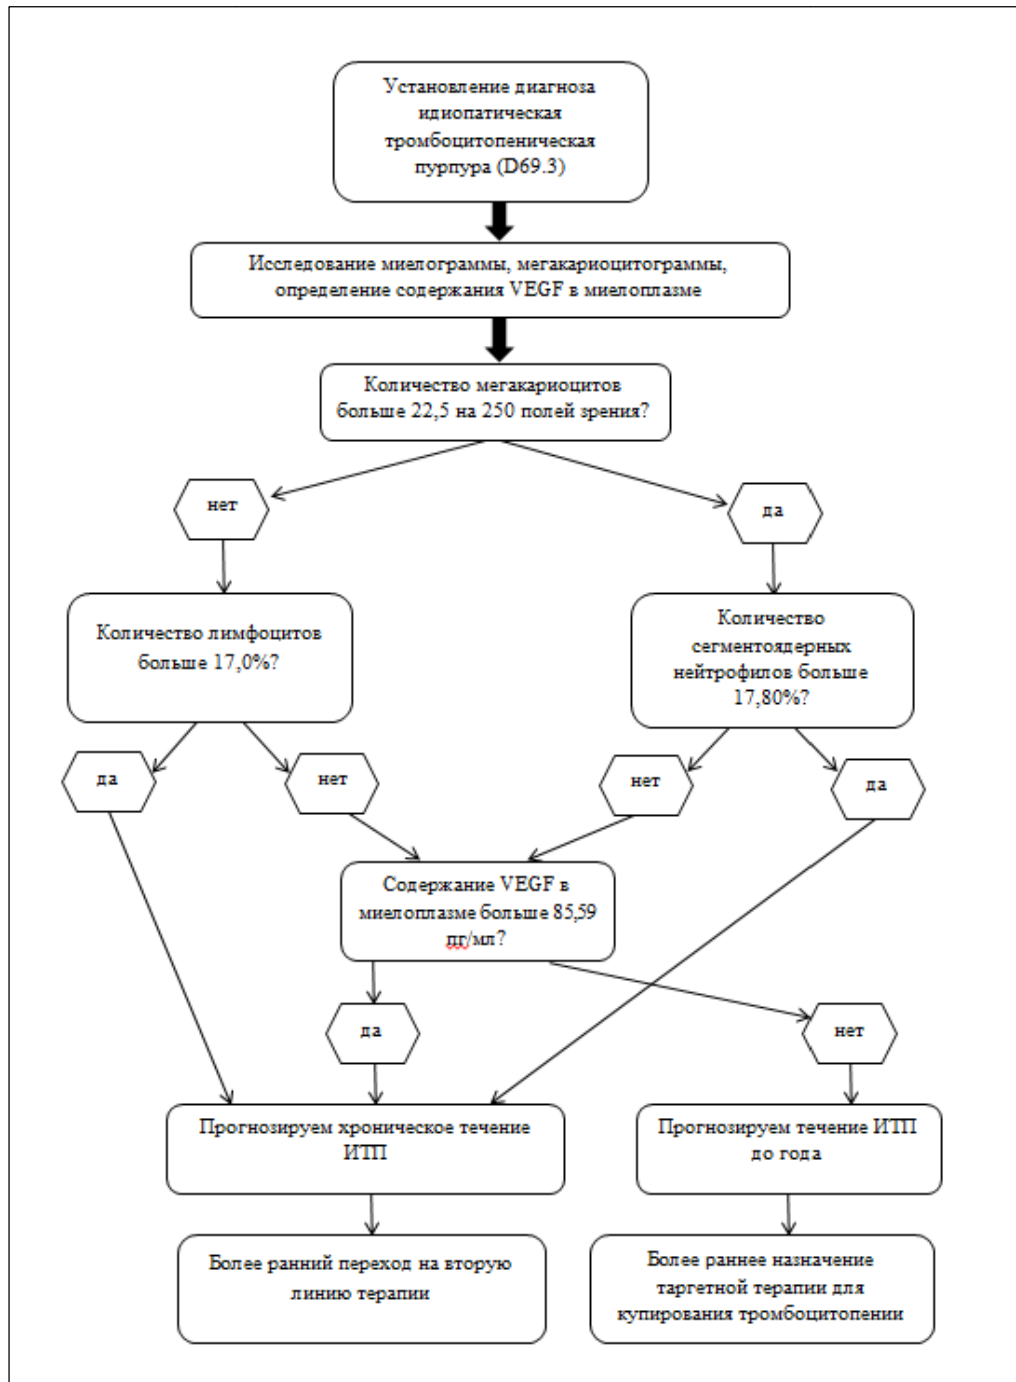 Установление диагноза
идиопатическая
тромбоцитопеническая
пурпура (D69.3)
Исследование миелограммы, мегакариоцитограммы,
определение содержания VEGF в миелоплазме
Количество мегакариоцитов
больше 22,5 на 250 полей зрения?
нет
да
Количество лимфоцитов
больше 17,0%?
Количество
сегментоядерных
нейтрофилов больше
17,80%?
да
нет
нет
да
Содержание VEGF в
миелоплазме больше 85,59
пг/мл?
да
нет
Прогнозируем хроническое течение
ИТП
Прогнозируем течение ИТП
до года
Более ранний переход на вторую
линию терапии
Более раннее назначение
таргетной терапии для
купирования тромбоцитопении